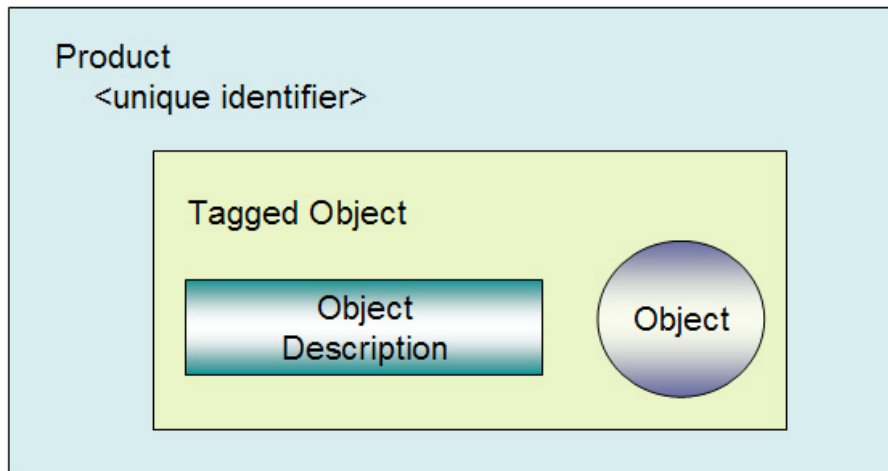 Product
<unique identifier>
Tagged Object
Object
Description
Object